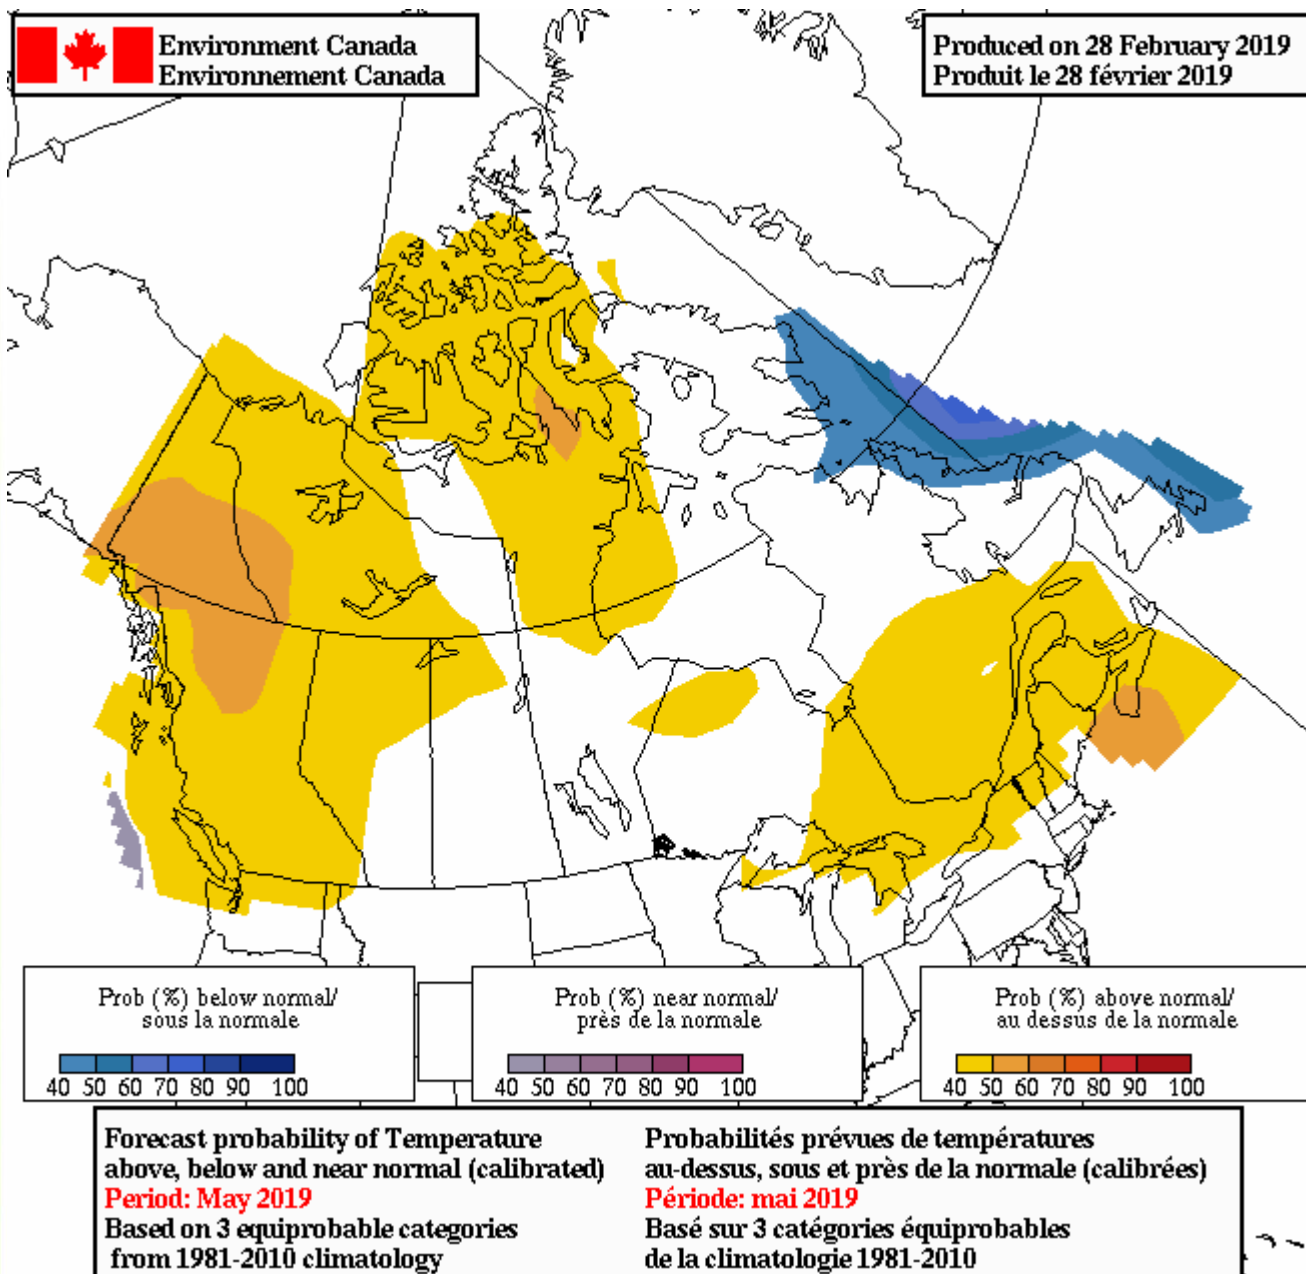 Environment Canada
Environnement Canada
Produced on 28 February 2019
Produit le 28 février 2019
Prob (%) below normal/
sous la normale
40 50 60 70 80 90 100
Prob (%) near normal/
près de la normale
40 50 60 70 80 90 100
Prob (%) above normal/
au dessus de la normale
40 50 60 70 80 90 100
Forecast probability of Temperature
above, below and near normal (calibrated)
Period: May 2019
Based on 3 equiprobable categories
from 1981-2010 climatology
Probabilités prévues de températures
au-dessus, sous et près de la normale (calibrées)
Période: mai 2019
Basé sur 3 catégories équiprobables
de la climatologie 1981-2010